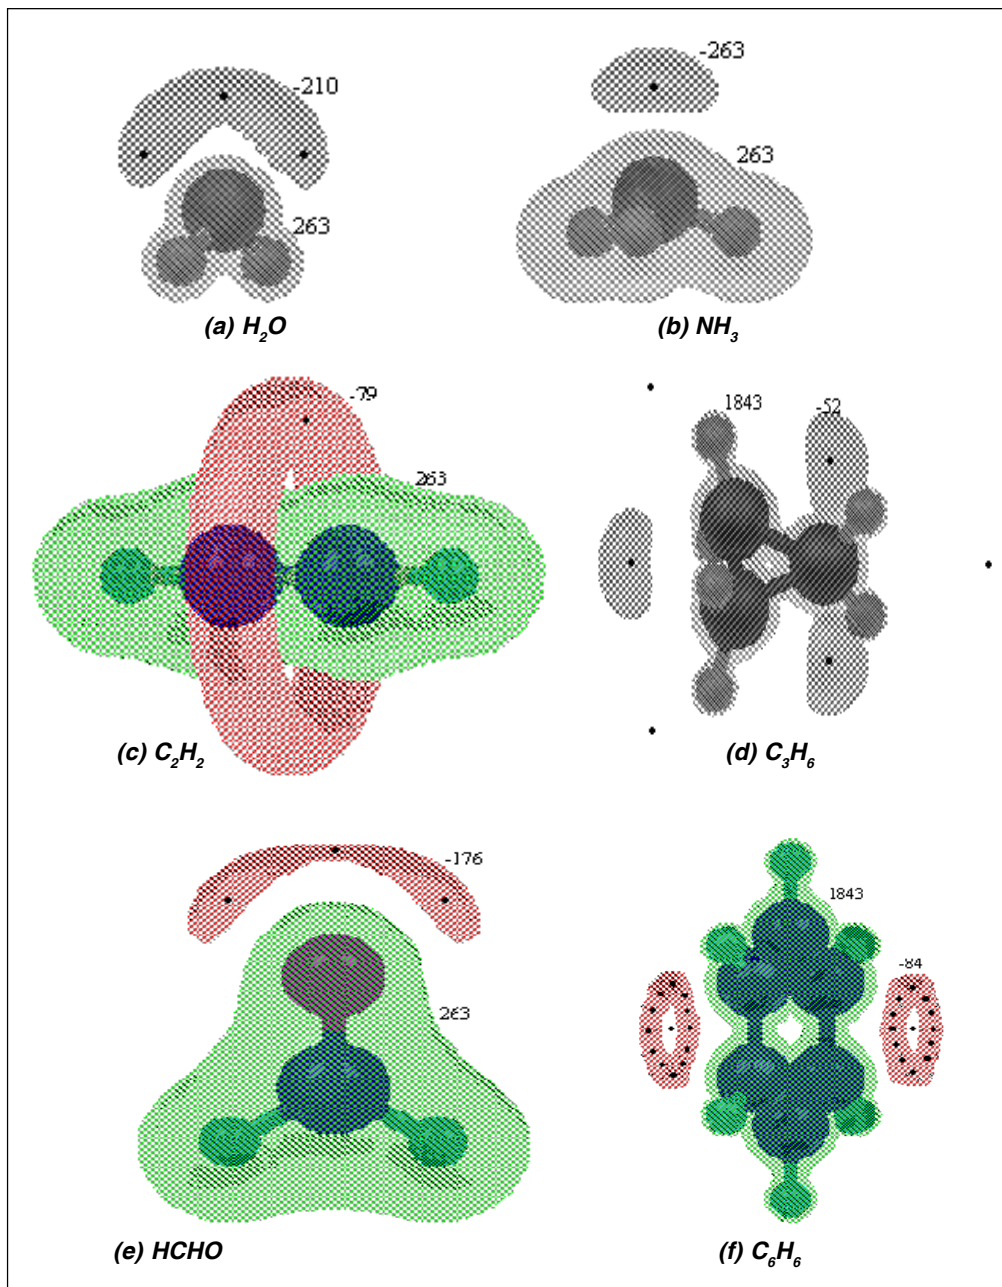 -210
263
(a) H₂O
-263
263
(b) NH₃
-79
263
(c) C₂H₂
1843
-52
(d) C₃H₆
-176
263
(e) HCHO
1843
-84
(f) C₆H₆